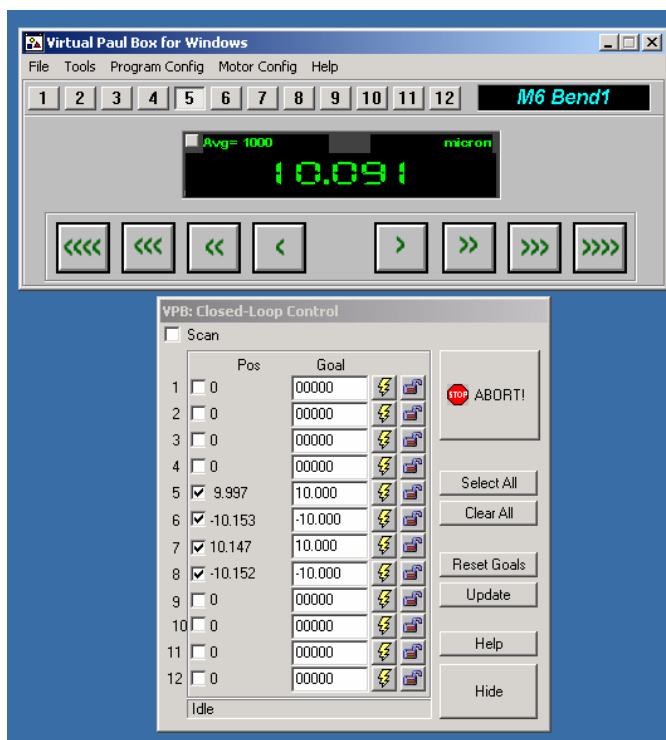 Virtual Paul Box for Windows
File Tools Program Config Motor Config Help
1 2 3 4 5 6 7 8 9 10 11 12 M6 Bend1
Avg= 1000 micron
10.091
<<<< <<< << < > >> >>> >>>>
VPB: Closed-Loop Control
Scan
Pos Goal
1 0 00000
STOP ABORT!
2 0 00000
3 0 00000
4 0 00000
Select All
5 9.997 10.000
Clear All
6 -10.153 -10.000
7 10.147 10.000
Reset Goals
8 -10.152 -10.000
Update
9 0 00000
10 0 00000
Help
11 0 00000
12 0 00000
Hide
Idle